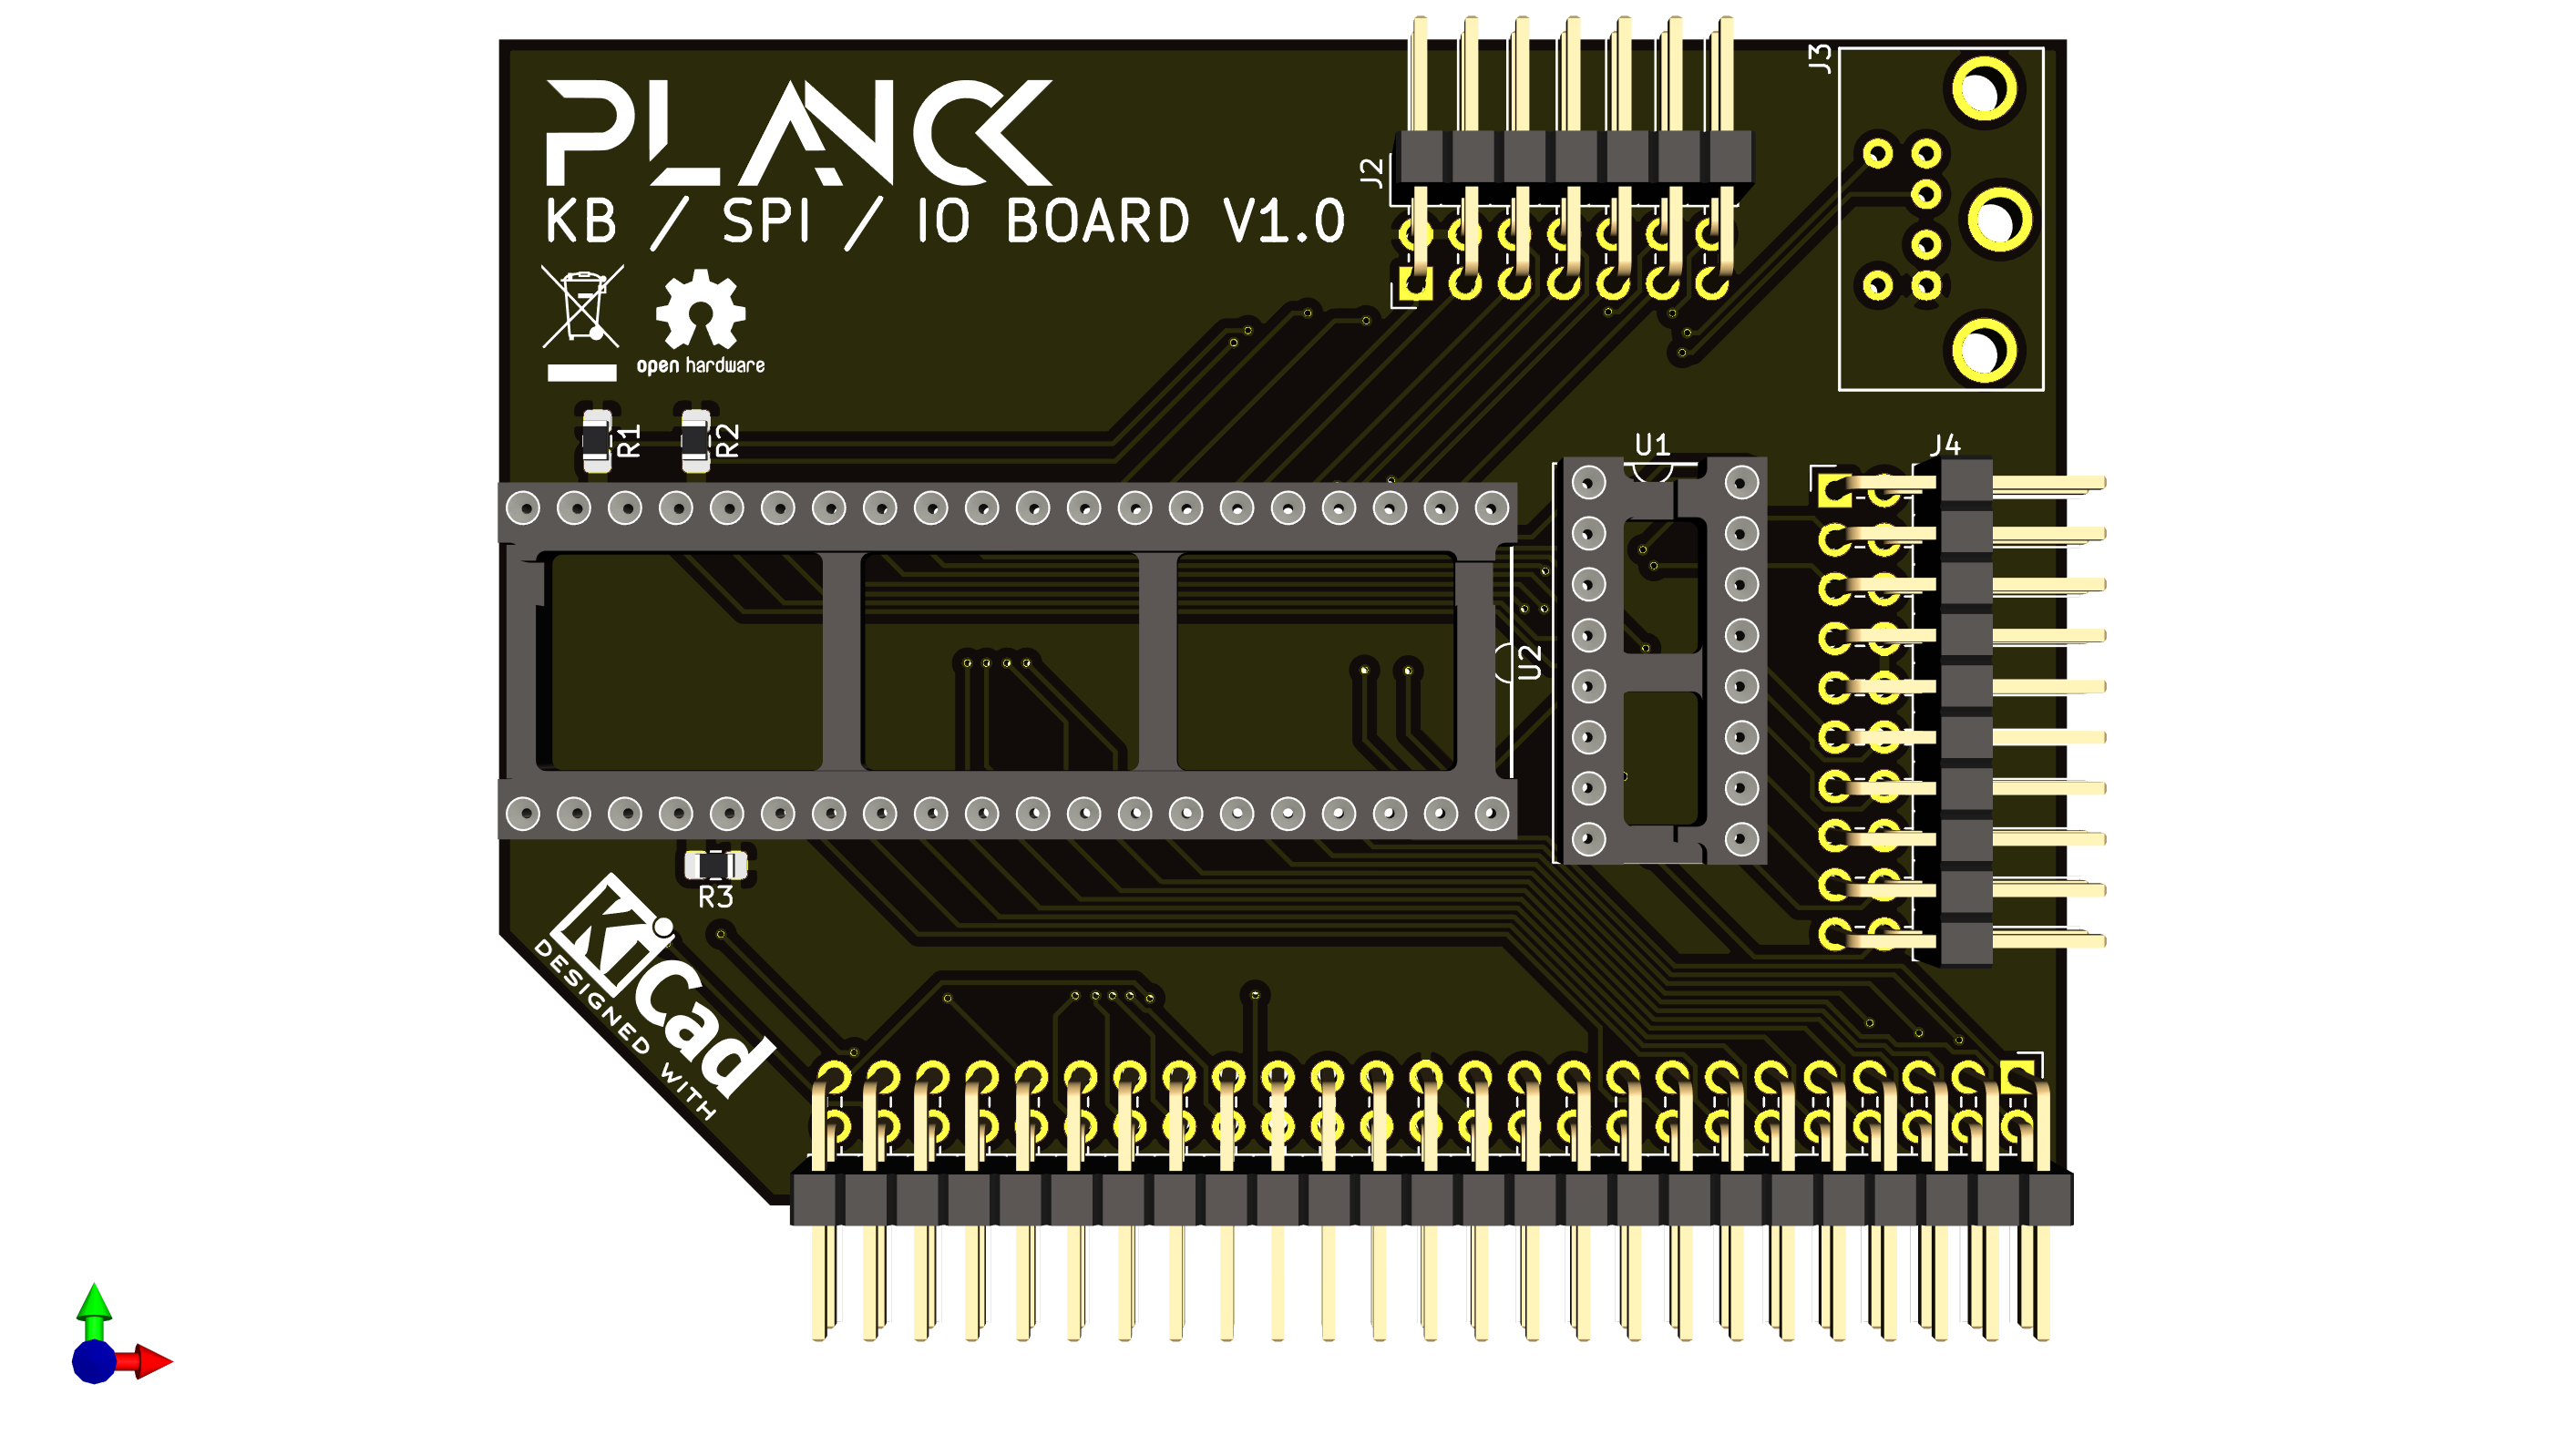 PLANCK
KB / SPI / IO BOARD V1.0
open hardware
J2
J3
R1
R2
U1
J4
U2
R3
KiCad
DESIGNED WITH